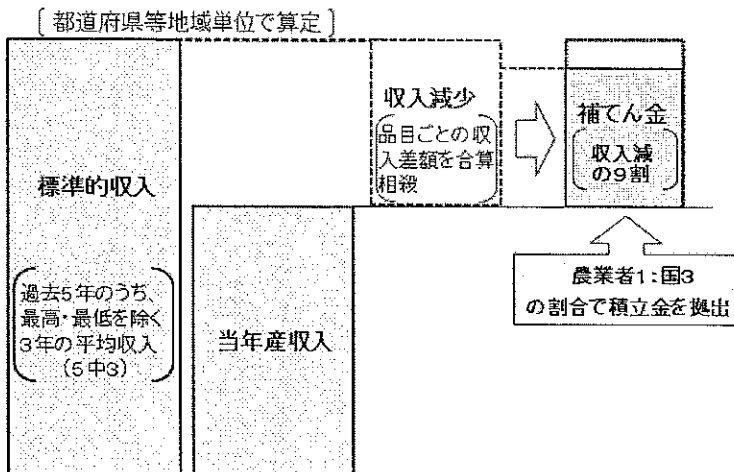 [都道府県等地域単位で算定]
標準的収入
過去5年のうち、
最高・最低を除く
3年の平均収入
(5中3)
当年産収入
収入減少
品目ごとの収
入差額を合算
相殺
補てん金
収入減
の9割
農業者1:国3
の割合で積立金を拠出